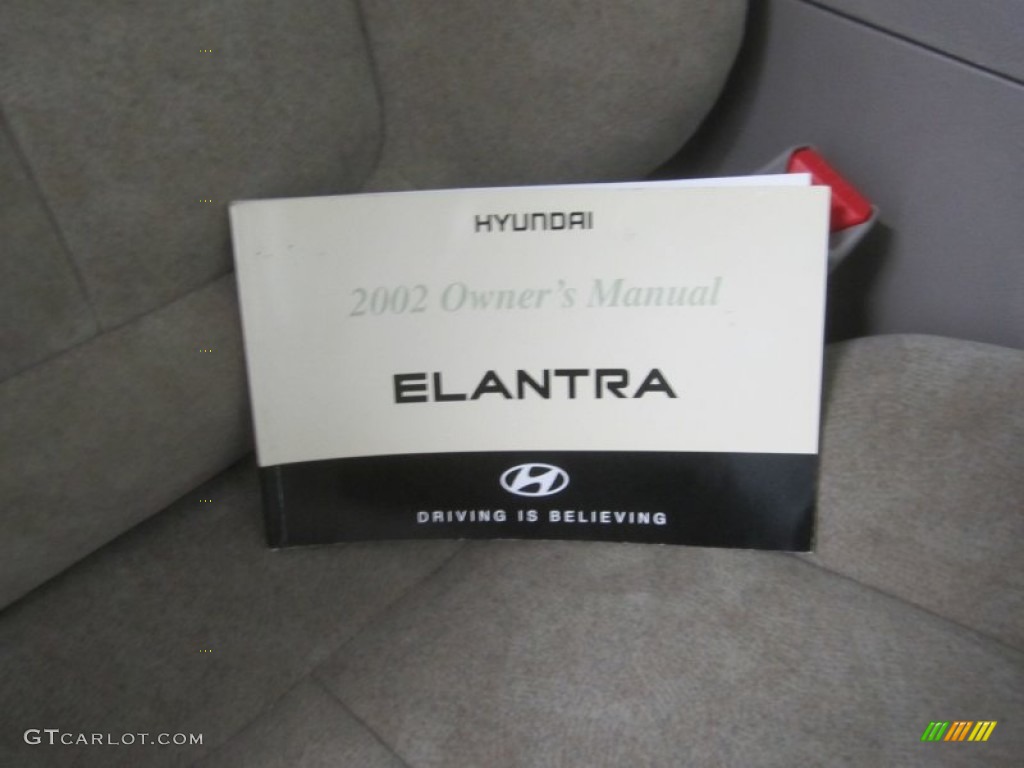 HYUNDAI
2002 Owner's Manual
ELANTRA
DRIVING IS BELIEVING
GTCARLOT.COM